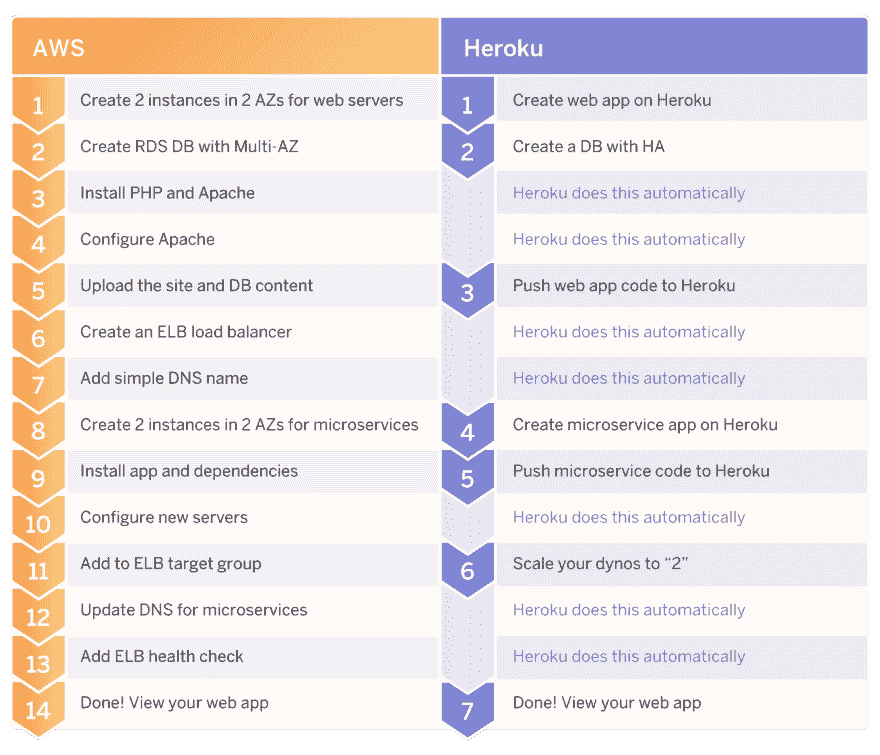 AWS Heroku
1 Create 2 instances in 2 AZs for web servers 1 Create web app on Heroku
2 Create RDS DB with Multi-AZ 2 Create a DB with HA
3 Install PHP and Apache Heroku does this automatically
4 Configure Apache Heroku does this automatically
5 Upload the site and DB content 3 Push web app code to Heroku
6 Create an ELB load balancer Heroku does this automatically
7 Add simple DNS name Heroku does this automatically
8 Create 2 instances in 2 AZs for microservices 4 Create microservice app on Heroku
9 Install app and dependencies 5 Push microservice code to Heroku
10 Configure new servers Heroku does this automatically
11 Add to ELB target group 6 Scale your dynos to “2”
12 Update DNS for microservices Heroku does this automatically
13 Add ELB health check Heroku does this automatically
14 Done! View your web app 7 Done! View your web app